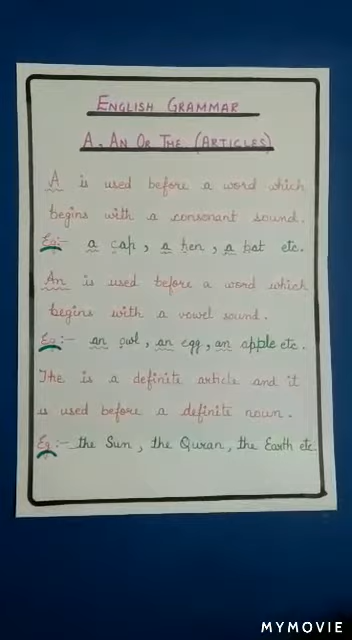 ENGLISH GRAMMAR
A, AN OR THE (ARTICLES)
A is used before a word which
begins with a consonant sound.
Eg:- a cap, a hen, a bat etc.
An is used before a word which
begins with a vowel sound.
Eg:- an owl, an egg, an apple etc.
The is a definite article and it
is used before a definite noun.
Eg:- the Sun, the Quran, the Earth etc.
MYMOVIE